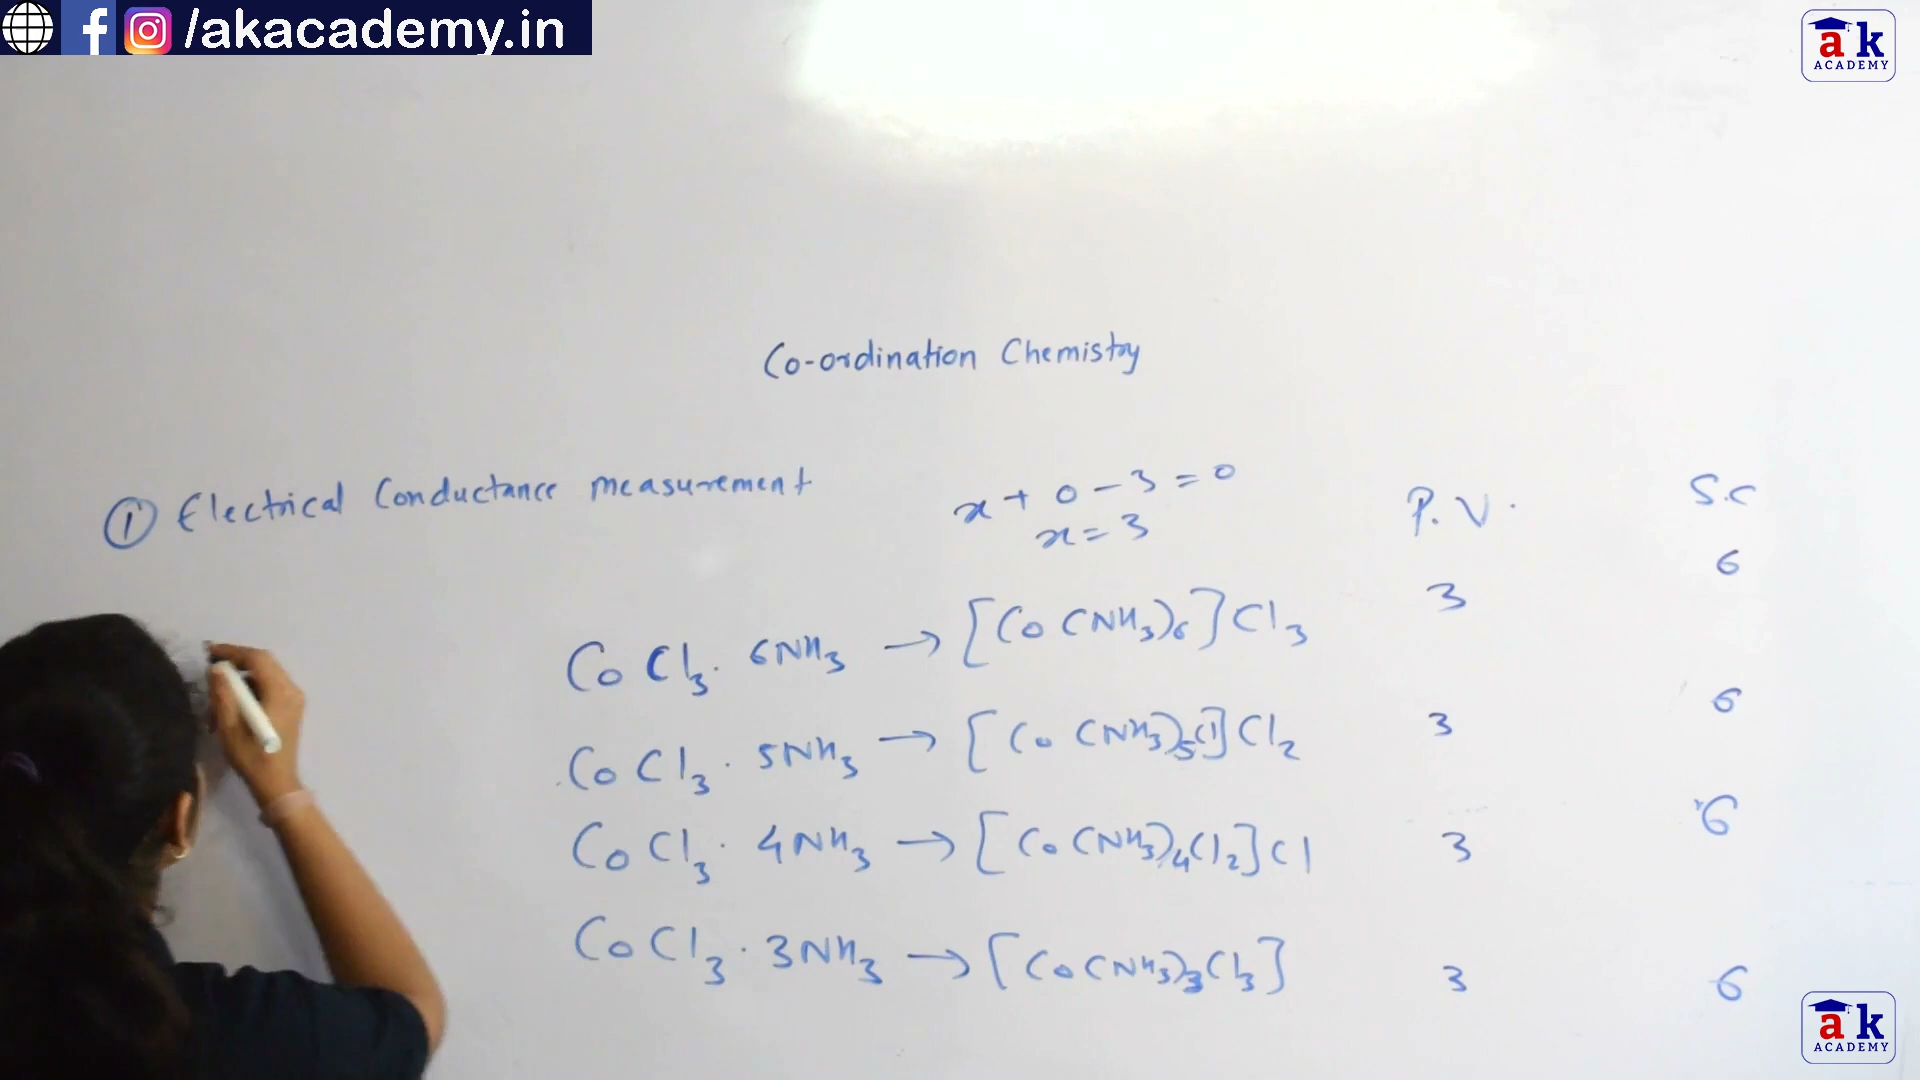 /akacademy.in
ak
ACADEMY
Co-ordination Chemistry
① Electrical Conductance measurement
x + 0 - 3 = 0
x = 3
P.V. S.C
CoCl₃. 6NH₃ → [Co(NH₃)₆]Cl₃ 3 6
CoCl₃. 5NH₃ → [Co(NH₃)₅Cl]Cl₂ 3 6
CoCl₃. 4NH₃ → [Co(NH₃)₄Cl₂]Cl 3 6
CoCl₃. 3NH₃ → [Co(NH₃)₃Cl₃] 3 6
ak
ACADEMY